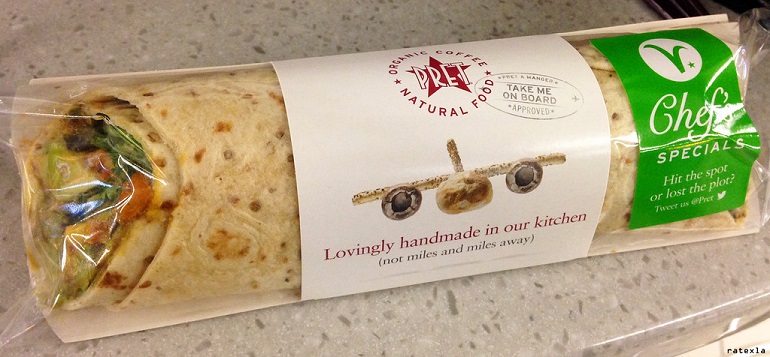 ORGANIC COFFEE
PRET
NATURAL FOOD
PRET A MANGER
TAKE ME
ON BOARD
APPROVED
Lovingly handmade in our kitchen
(not miles and miles away)
V
Chef's
SPECIALS
Hit the spot
or lost the plot?
Tweet us @Pret
ratexla